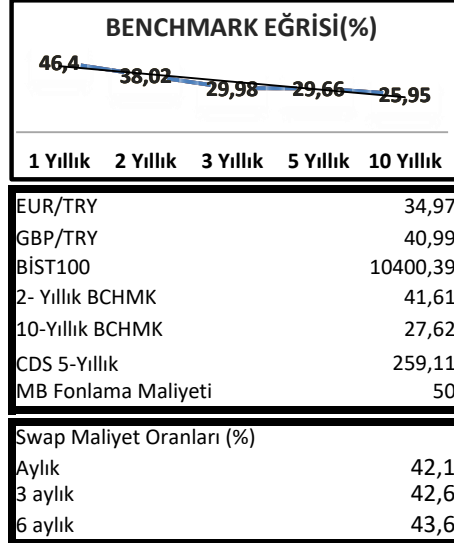 BENCHMARK EĞRİSİ(%)
46,4 38,02 29,98 29,66 25,95
1 Yıllık 2 Yıllık 3 Yıllık 5 Yıllık 10 Yıllık
EUR/TRY 34,97
GBP/TRY 40,99
BİST100 10400,39
2- Yıllık BCHMK 41,61
10-Yıllık BCHMK 27,62
CDS 5-Yıllık 259,11
MB Fonlama Maliyeti 50
Swap Maliyet Oranları (%)
Aylık 42,1
3 aylık 42,6
6 aylık 43,6